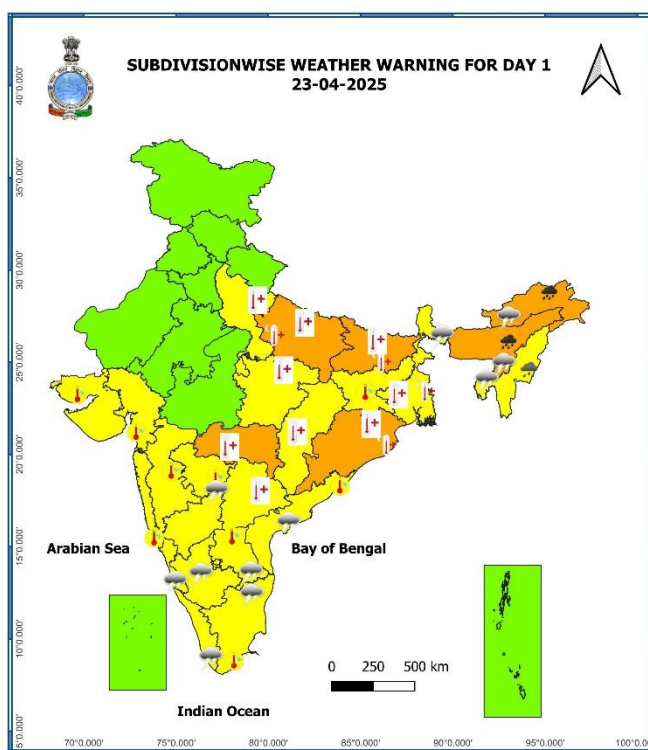 SUBDIVISIONWISE WEATHER WARNING FOR DAY 1
23-04-2025
40°0.000'
35°0.000'
30°0.000'
25°0.000'
20°0.000'
15°0.000'
10°0.000'
5°0.000'
Arabian Sea
Bay of Bengal
0 250 500 km
Indian Ocean
70°0.000' 75°0.000' 80°0.000' 85°0.000' 90°0.000' 95°0.000'